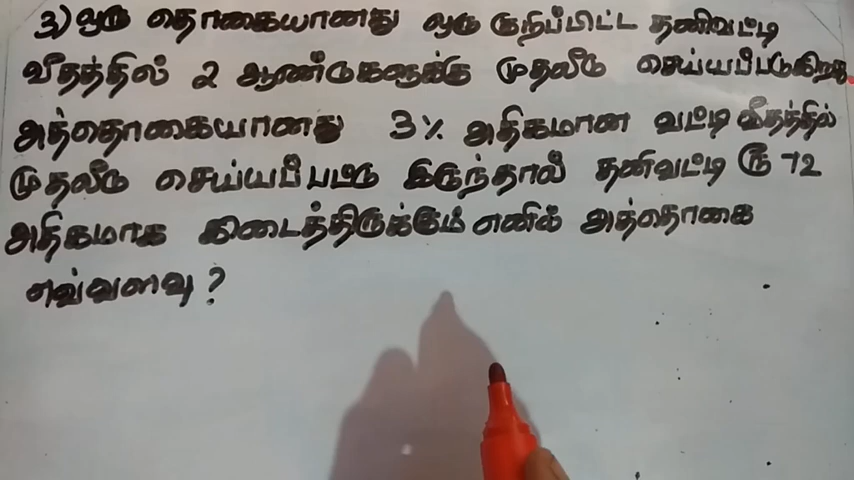 3) ஒரு தொகையானது ஒரு குறிப்பிட்ட தனிவட்டி
வீதத்தில் 2 ஆண்டுகளுக்கு முதலீடு செய்யப்படுகிறது.
அத்தொகையானது 3% அதிகமான வட்டி வீதத்தில்
முதலீடு செய்யப்பட்டு இருந்தால் தனிவட்டி ரூ 72
அதிகமாக கிடைத்திருக்கும் எனில் அத்தொகை
எவ்வளவு ?